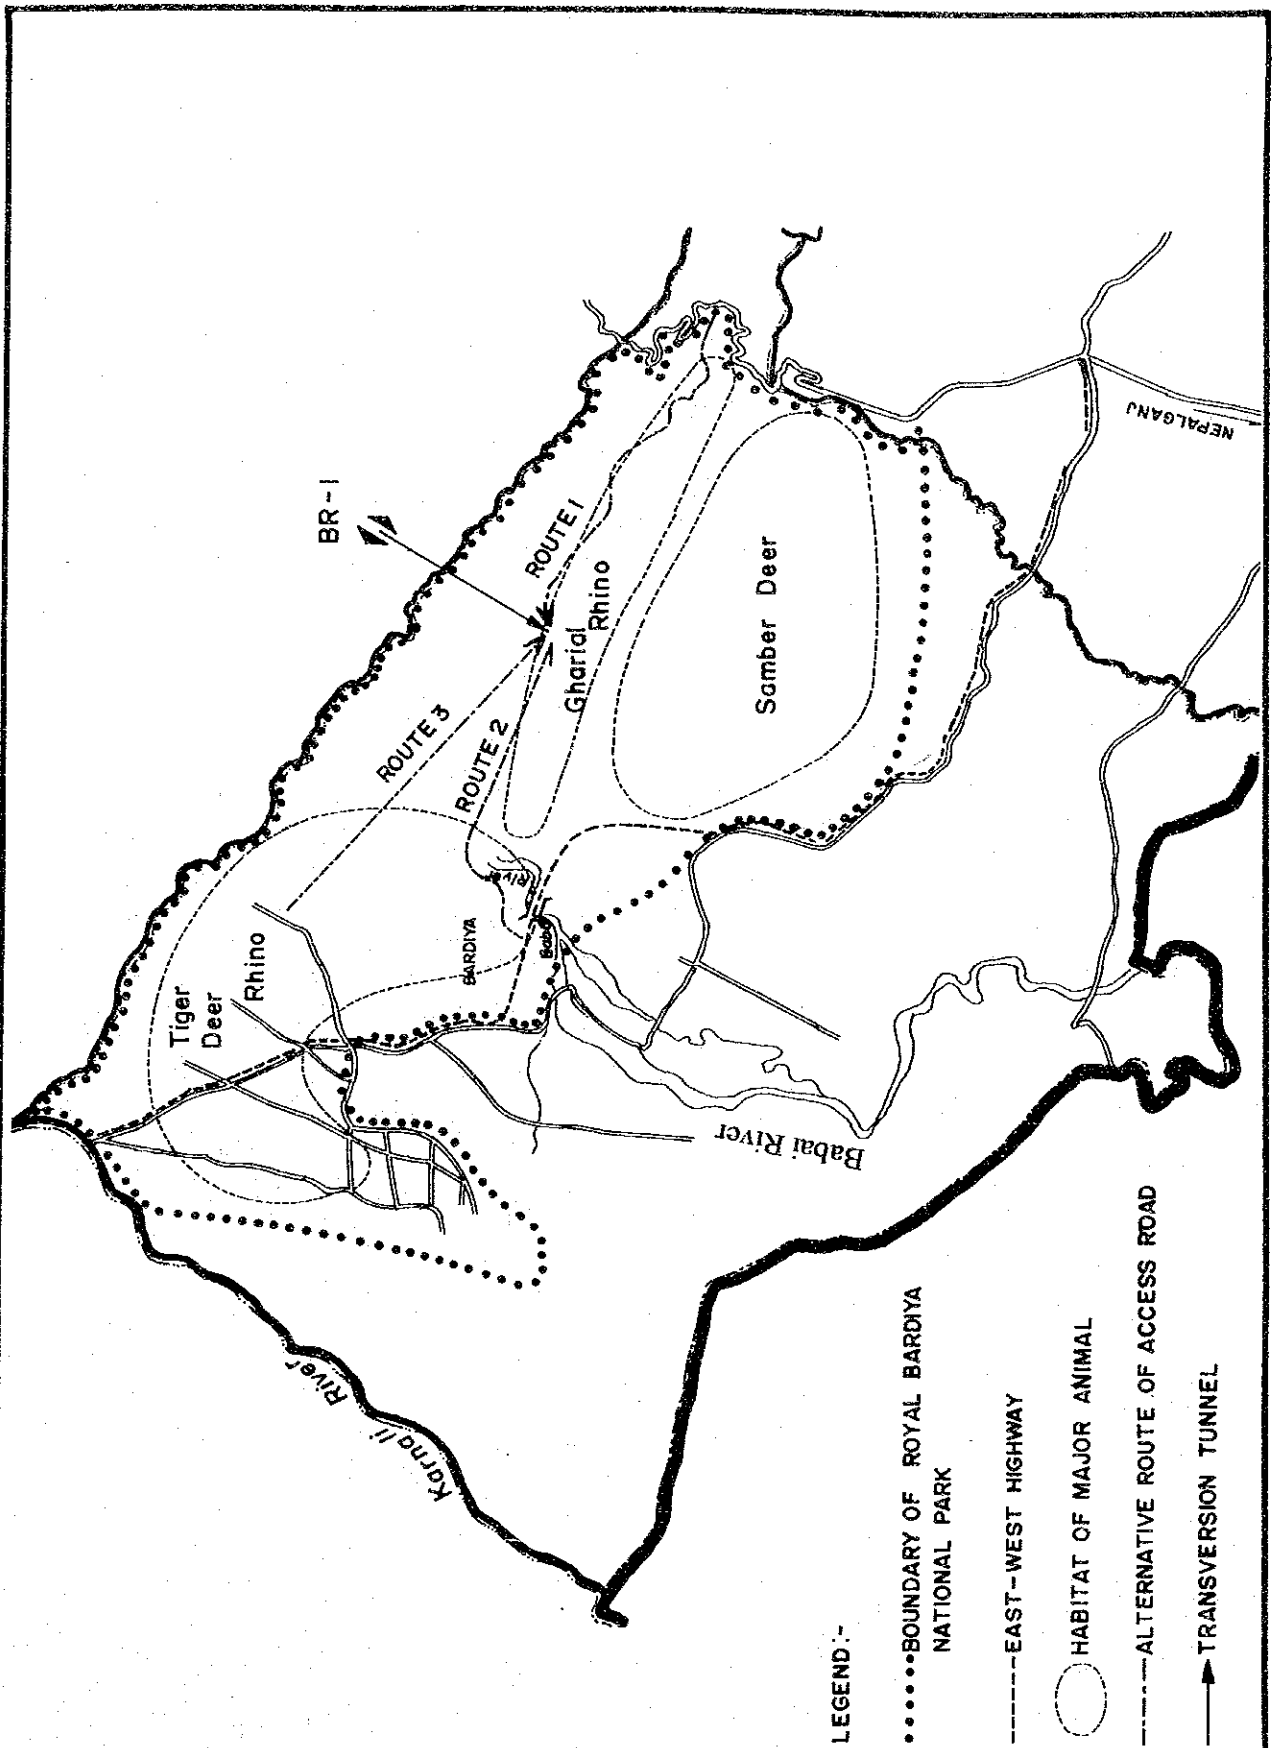 BR-1
ROUTE 1
ROUTE 2
ROUTE 3
Gharial
Rhino
Samber Deer
Tiger
Deer
Rhino
BARDIYA
River
Babai
NEPALGANJ
Babai River
Karnali River
LEGEND:-
BOUNDARY OF ROYAL BARDIYA
NATIONAL PARK
EAST-WEST HIGHWAY
HABITAT OF MAJOR ANIMAL
ALTERNATIVE ROUTE OF ACCESS ROAD
TRANSVERSION TUNNEL